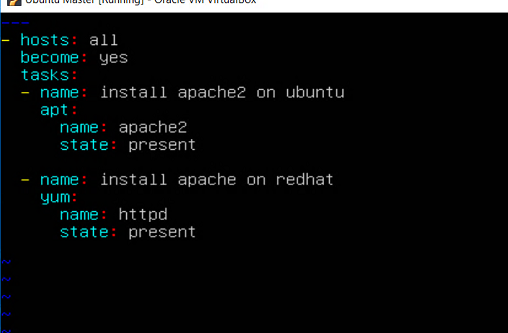 Ubuntu Master [Running] - Oracle VM VirtualBox
---
- hosts: all
  become: yes
  tasks:
  - name: install apache2 on ubuntu
    apt:
      name: apache2
      state: present

  - name: install apache on redhat
    yum:
      name: httpd
      state: present
~
~
~
~
~